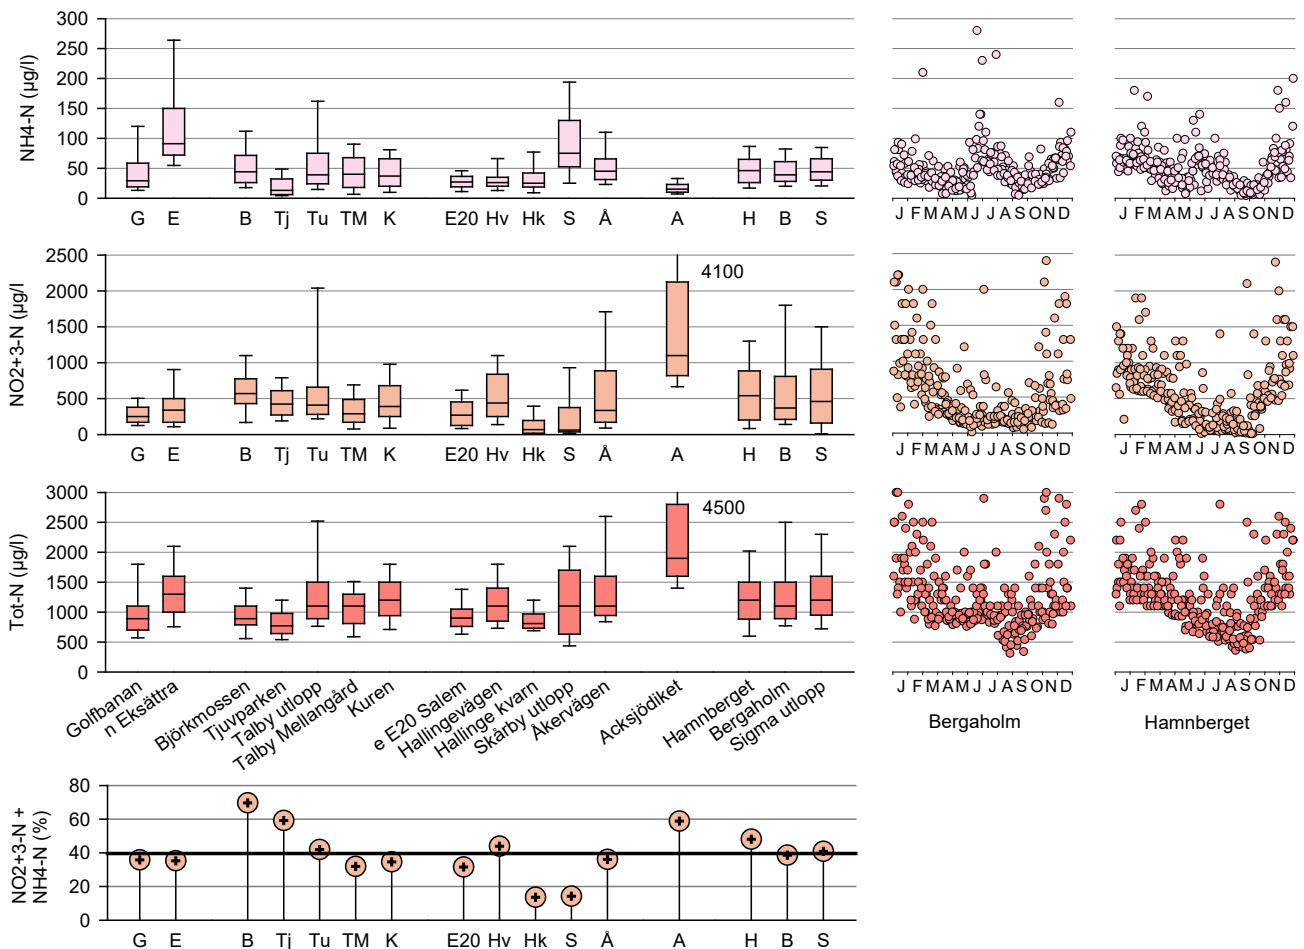 NH4-N (µg/l)
300
250
200
150
100
50
0
G E B Tj Tu TM K E20 Hv Hk S Å A H B S
J F M A M J J A S O N D
J F M A M J J A S O N D
NO2+3-N (µg/l
2500
2000
1500
1000
500
0
4100
G E B Tj Tu TM K E20 Hv Hk S Å A H B S
J F M A M J J A S O N D
J F M A M J J A S O N D
Tot-N (µg/l)
3000
2500
2000
1500
1000
500
0
4500
Golfbanan
n Eksättra
Björkmossen
Tjuvparken
Talby utlopp
Talby Mellangård
Kuren
e E20 Salem
Hallingevägen
Hallinge kvarn
Skårby utlopp
Åkervägen
Acksjödiket
Hamnberget
Bergaholm
Sigma utlopp
J F M A M J J A S O N D
Bergaholm
J F M A M J J A S O N D
Hamnberget
NO2+3-N +
NH4-N (%)
80
60
40
20
0
G E B Tj Tu TM K E20 Hv Hk S Å A H B S